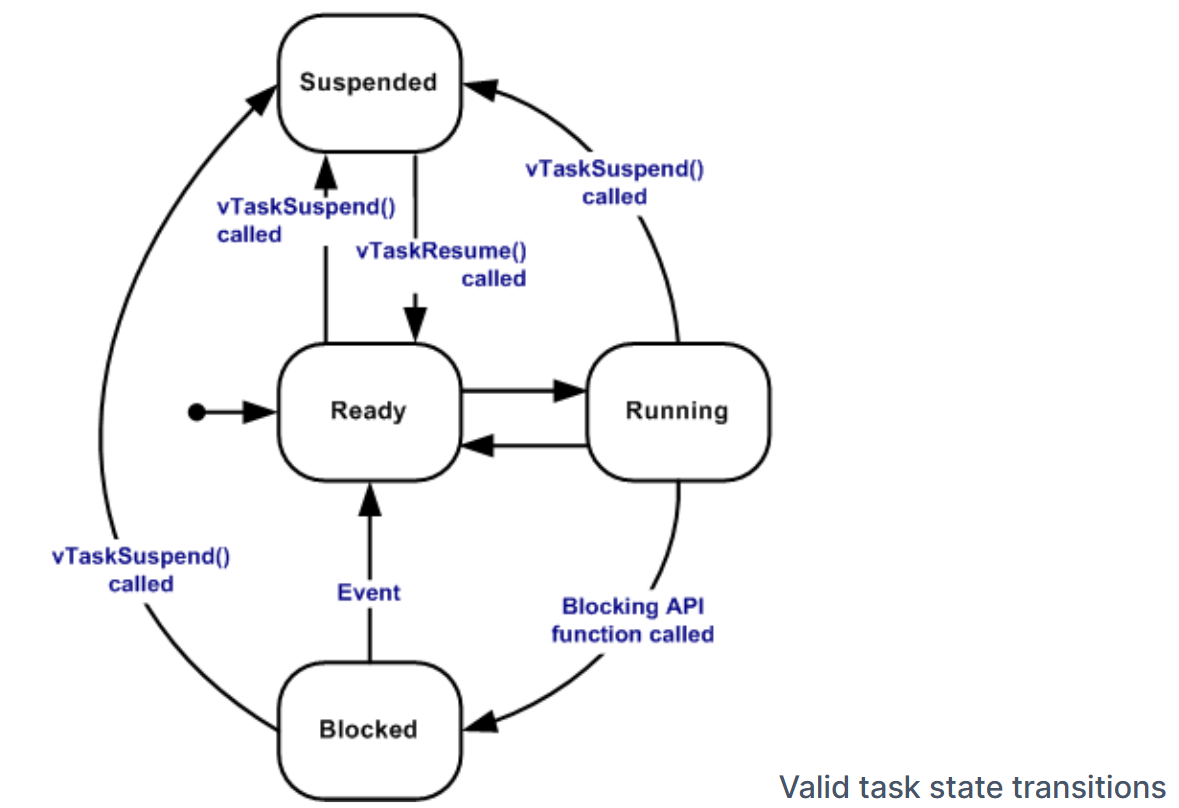 Suspended
vTaskSuspend()
called
vTaskSuspend()
called
vTaskResume()
called
Ready
Running
vTaskSuspend()
called
Event
Blocking API
function called
Blocked
Valid task state transitions